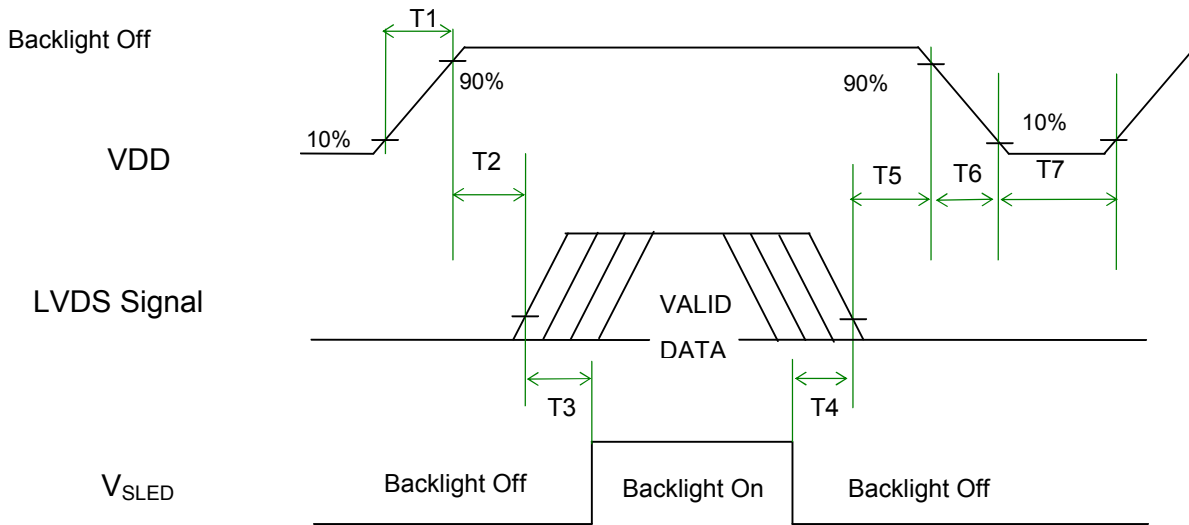 T1
Backlight Off
90%
90%
10%
10%
VDD
T2
T5
T6
T7
LVDS Signal
VALID
DATA
T3
T4
VSLED
Backlight Off
Backlight On
Backlight Off